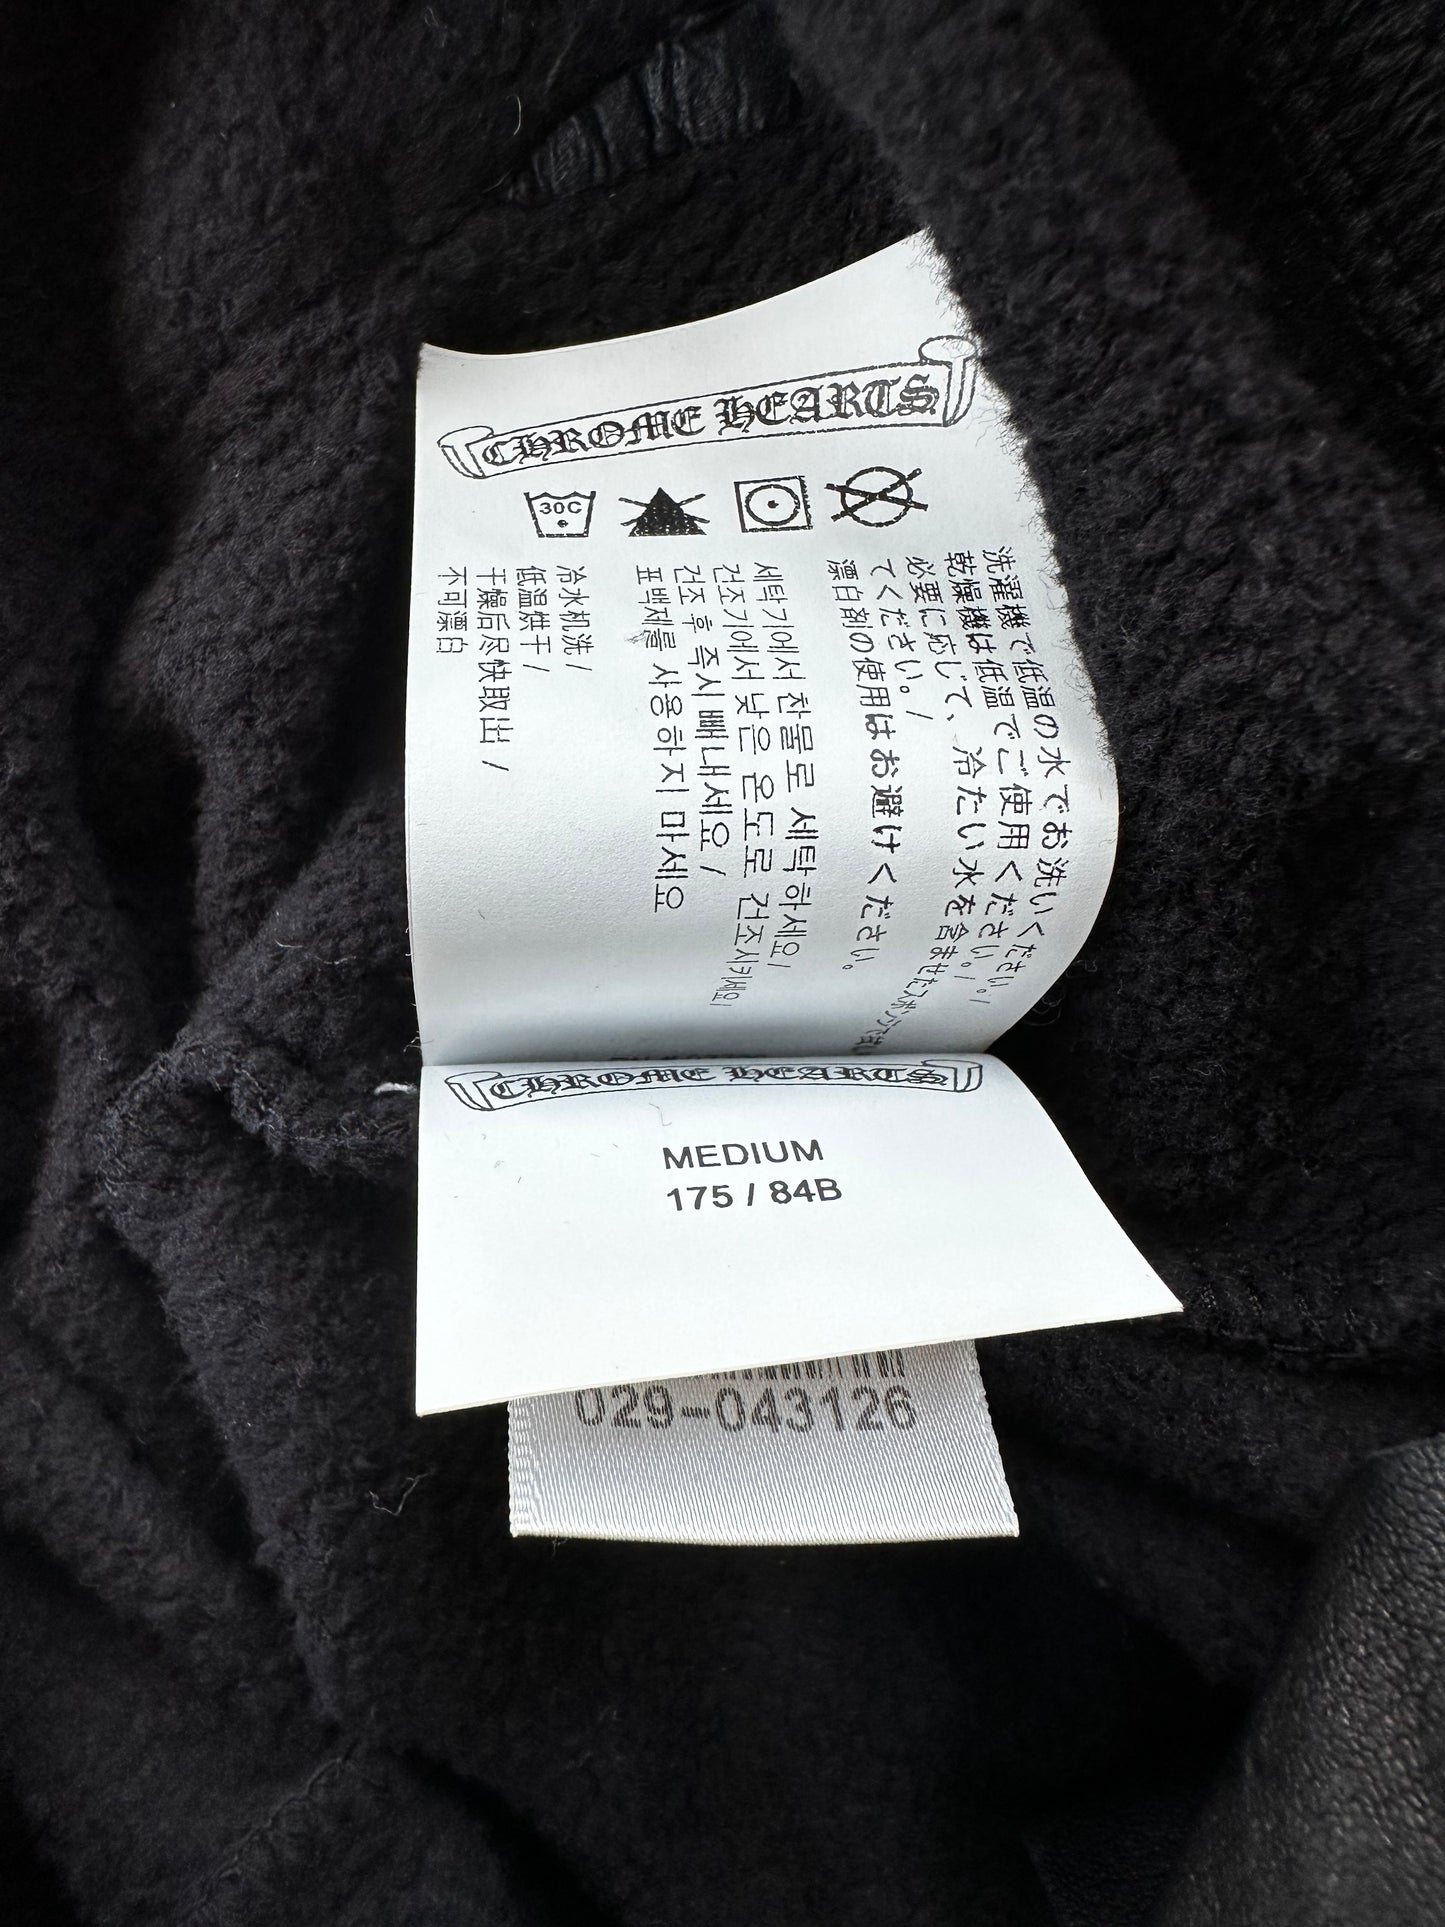 CHROME HEARTS
30C
洗濯機で低温の水でお洗いください。/
乾燥機は低温でご使用ください。/
必要に応じて、冷たい水を含ませたスポンジで
てください。/
漂白剤の使用はお避けください。
세탁기에서 찬물로 세탁하세요/
건조기에서 낮은 온도로 건조시키세요/
건조 후 즉시 빼내세요/
표백제를 사용하지 마세요
冷水机洗/
低温烘干/
干燥后尽快取出/
不可漂白
CHROME HEARTS
MEDIUM
175 / 84B
029-043126